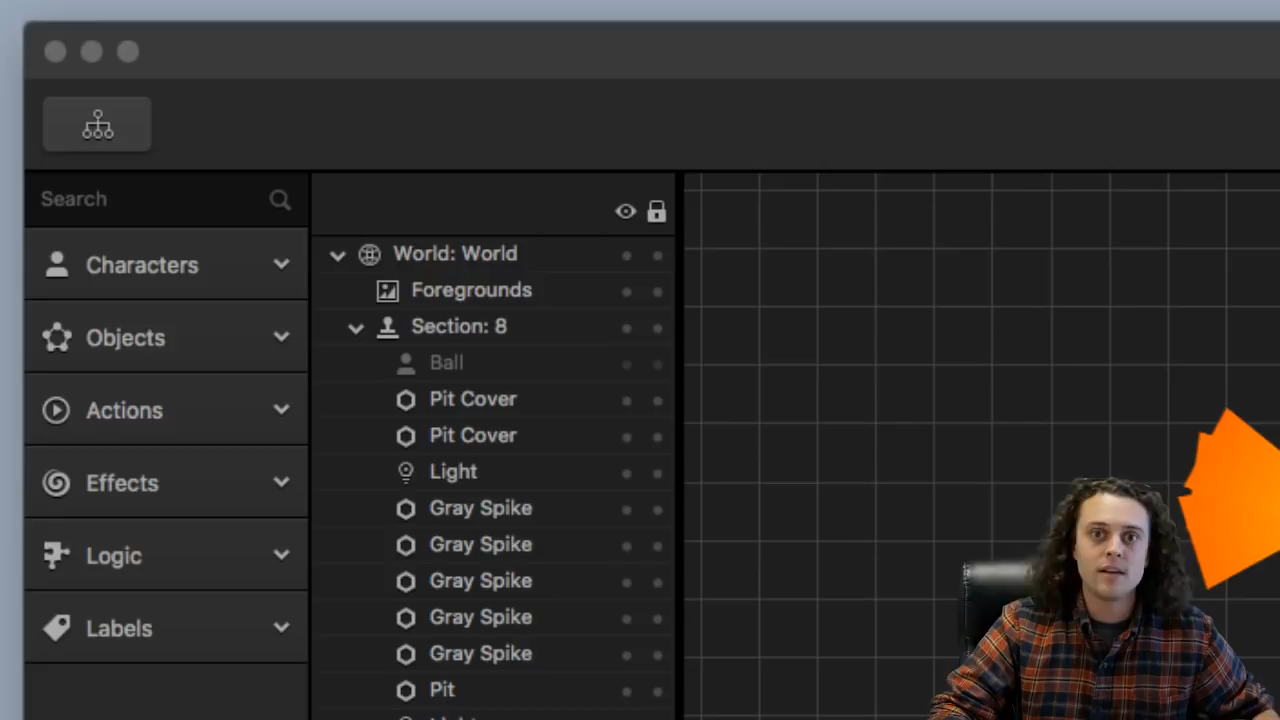 Search
Characters
Objects
Actions
Effects
Logic
Labels
World: World
Foregrounds
Section: 8
Ball
Pit Cover
Pit Cover
Light
Gray Spike
Gray Spike
Gray Spike
Gray Spike
Gray Spike
Pit